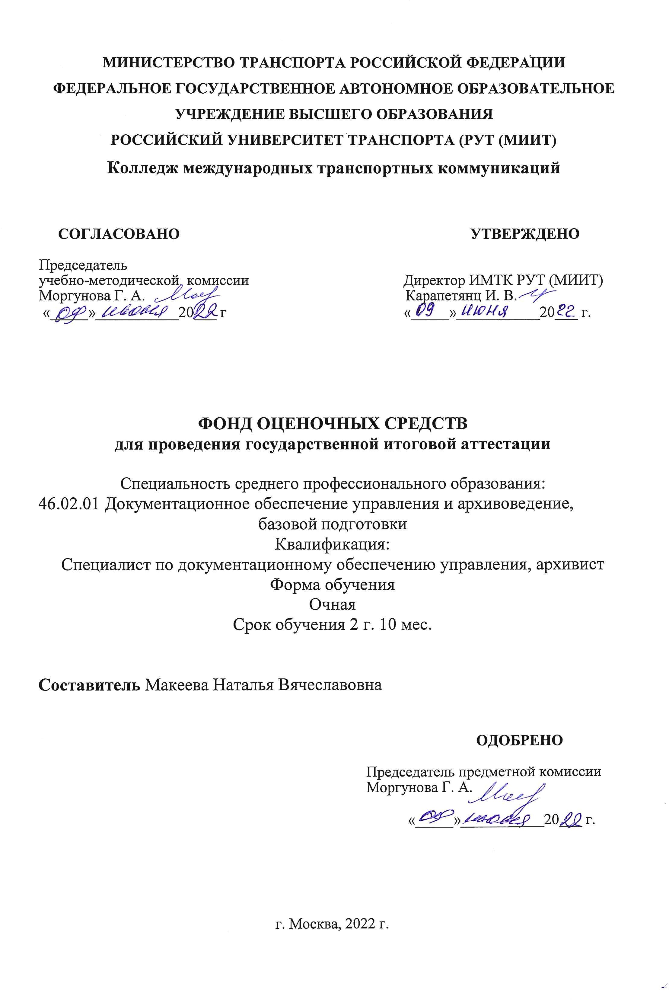 МИНИСТЕРСТВО ТРАНСПОРТА РОССИЙСКОЙ ФЕДЕРАЦИИ
ФЕДЕРАЛЬНОЕ ГОСУДАРСТВЕННОЕ АВТОНОМНОЕ ОБРАЗОВАТЕЛЬНОЕ
УЧРЕЖДЕНИЕ ВЫСШЕГО ОБРАЗОВАНИЯ
РОССИЙСКИЙ УНИВЕРСИТЕТ ТРАНСПОРТА (РУТ (МИИТ)
Колледж международных транспортных коммуникаций
СОГЛАСОВАНО
Председатель
учебно-методической комиссии
Моргунова Г. А.
« » июня 2022 г
УТВЕРЖДЕНО
Директор ИМТК РУТ (МИИТ)
Карапетянц И. В.
«09» июня 2022 г.
ФОНД ОЦЕНОЧНЫХ СРЕДСТВ
для проведения государственной итоговой аттестации
Специальность среднего профессионального образования:
46.02.01 Документационное обеспечение управления и архивоведение,
базовой подготовки
Квалификация:
Специалист по документационному обеспечению управления, архивист
Форма обучения
Очная
Срок обучения 2 г. 10 мес.
Составитель Макеева Наталья Вячеславовна
ОДОБРЕНО
Председатель предметной комиссии
Моргунова Г. А.
« » июня 2022 г.
г. Москва, 2022 г.